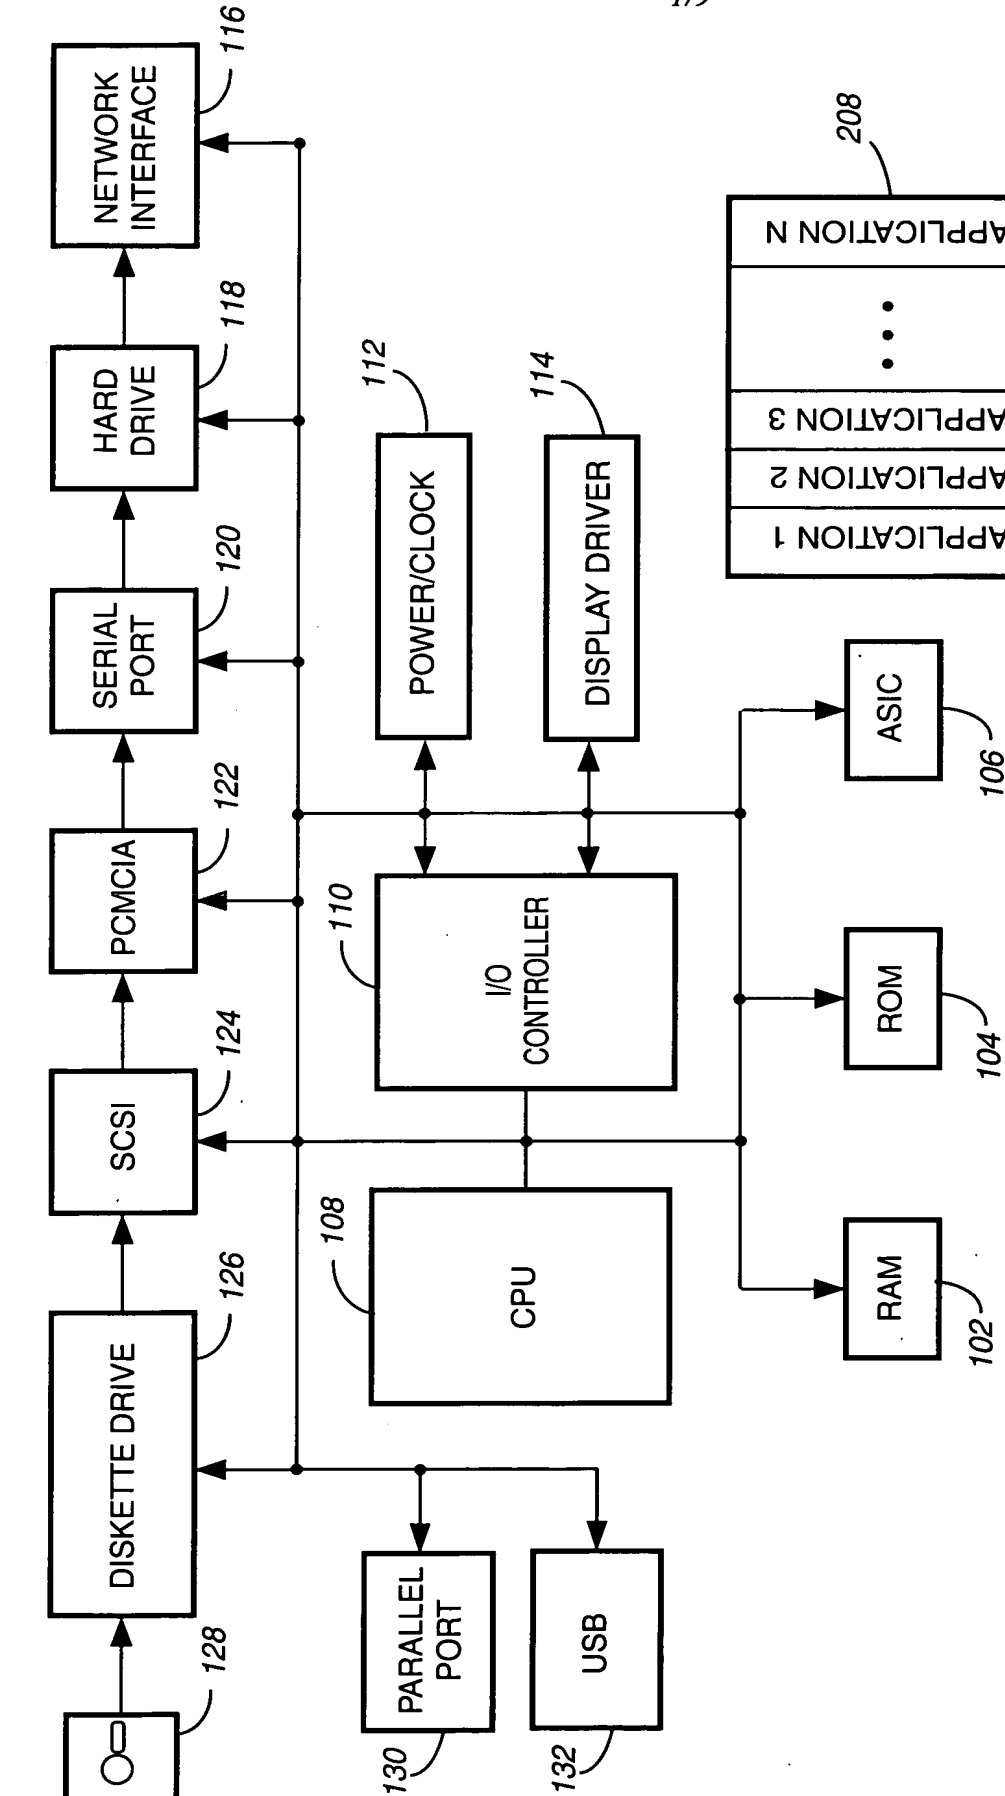 128
DISKETTE DRIVE
126
SCSI
124
PCMCIA
122
SERIAL
PORT
120
HARD
DRIVE
118
NETWORK
INTERFACE
116
PARALLEL
PORT
130
USB
132
CPU
108
I/O
CONTROLLER
110
POWER/CLOCK
112
DISPLAY DRIVER
114
RAM
102
ROM
104
ASIC
106
208
APPLICATION 1
APPLICATION 2
APPLICATION 3
APPLICATION N